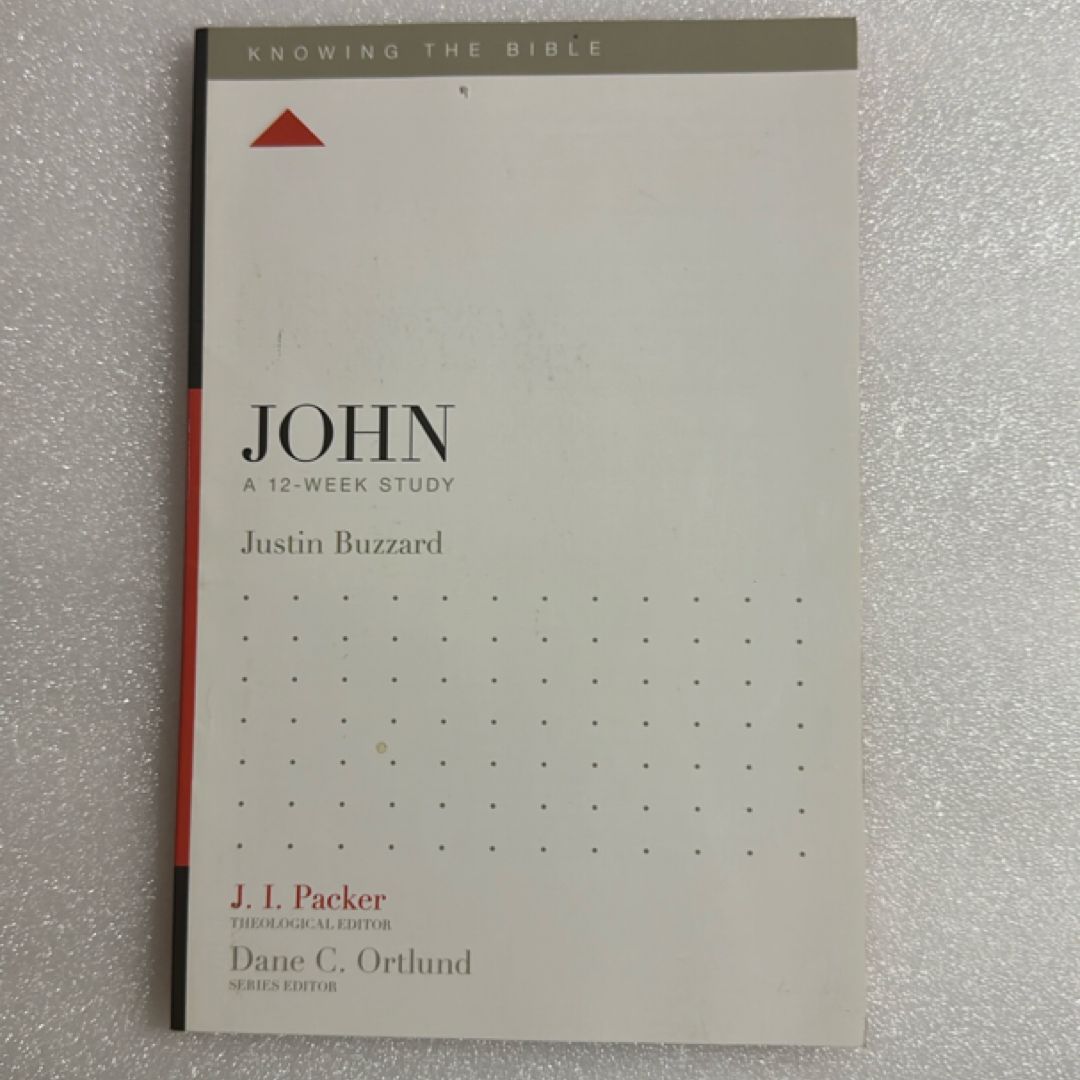 KNOWING THE BIBLE
JOHN
A 12-WEEK STUDY
Justin Buzzard
J. I. Packer
THEOLOGICAL EDITOR
Dane C. Ortlund
SERIES EDITOR